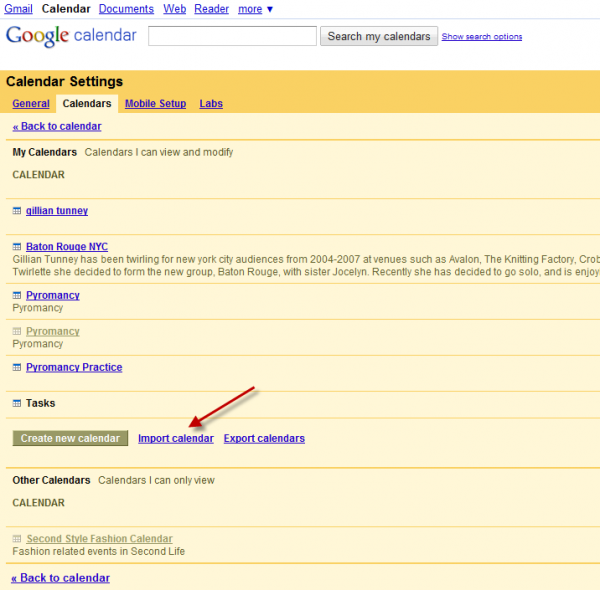 Gmail Calendar Documents Web Reader more ▼
Google calendar Search my calendars Show search options
Calendar Settings
General Calendars Mobile Setup Labs
« Back to calendar
My Calendars Calendars I can view and modify
CALENDAR
gillian tunney
Baton Rouge NYC
Gillian Tunney has been twirling for new york city audiences from 2004-2007 at venues such as Avalon, The Knitting Factory, Crob
Twirlette she decided to form the new group, Baton Rouge, with sister Jocelyn. Recently she has decided to go solo, and is enjoy
Pyromancy
Pyromancy
Pyromancy
Pyromancy
Pyromancy Practice
Tasks
Create new calendar Import calendar Export calendars
Other Calendars Calendars I can only view
CALENDAR
Second Style Fashion Calendar
Fashion related events in Second Life
« Back to calendar